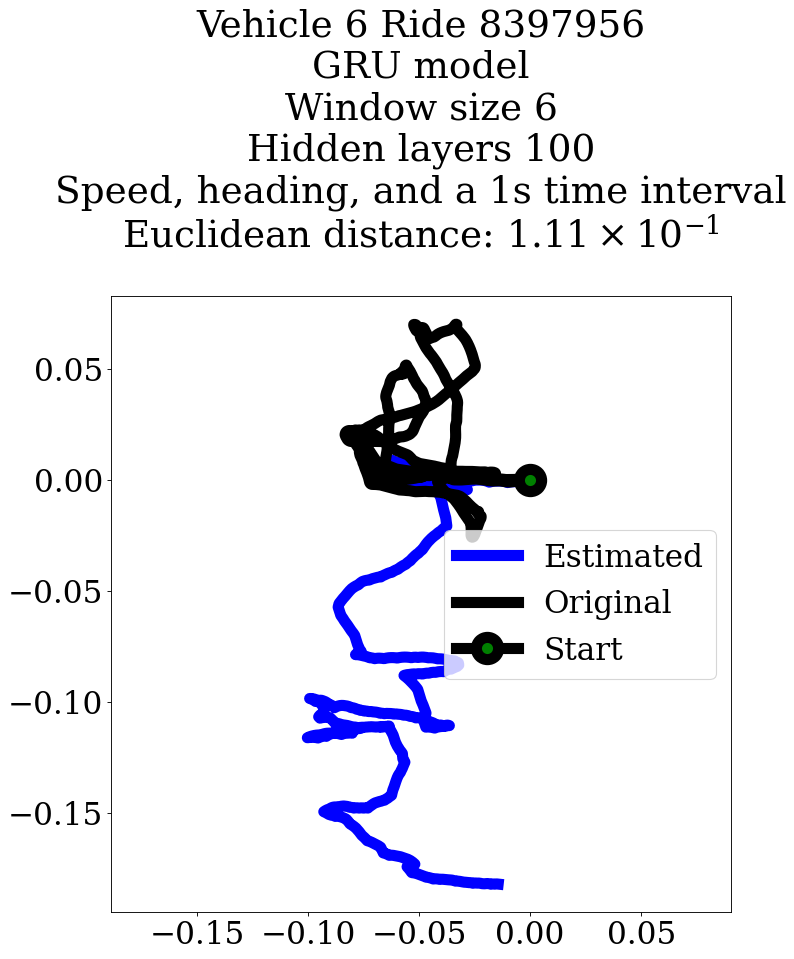 Vehicle 6 Ride 8397956
GRU model
Window size 6
Hidden layers 100
Speed, heading, and a 1s time interval
Euclidean distance: 1.11 × 10⁻¹
0.05
0.00
−0.05
−0.10
−0.15
Estimated
Original
Start
−0.15 −0.10 −0.05 0.00 0.05